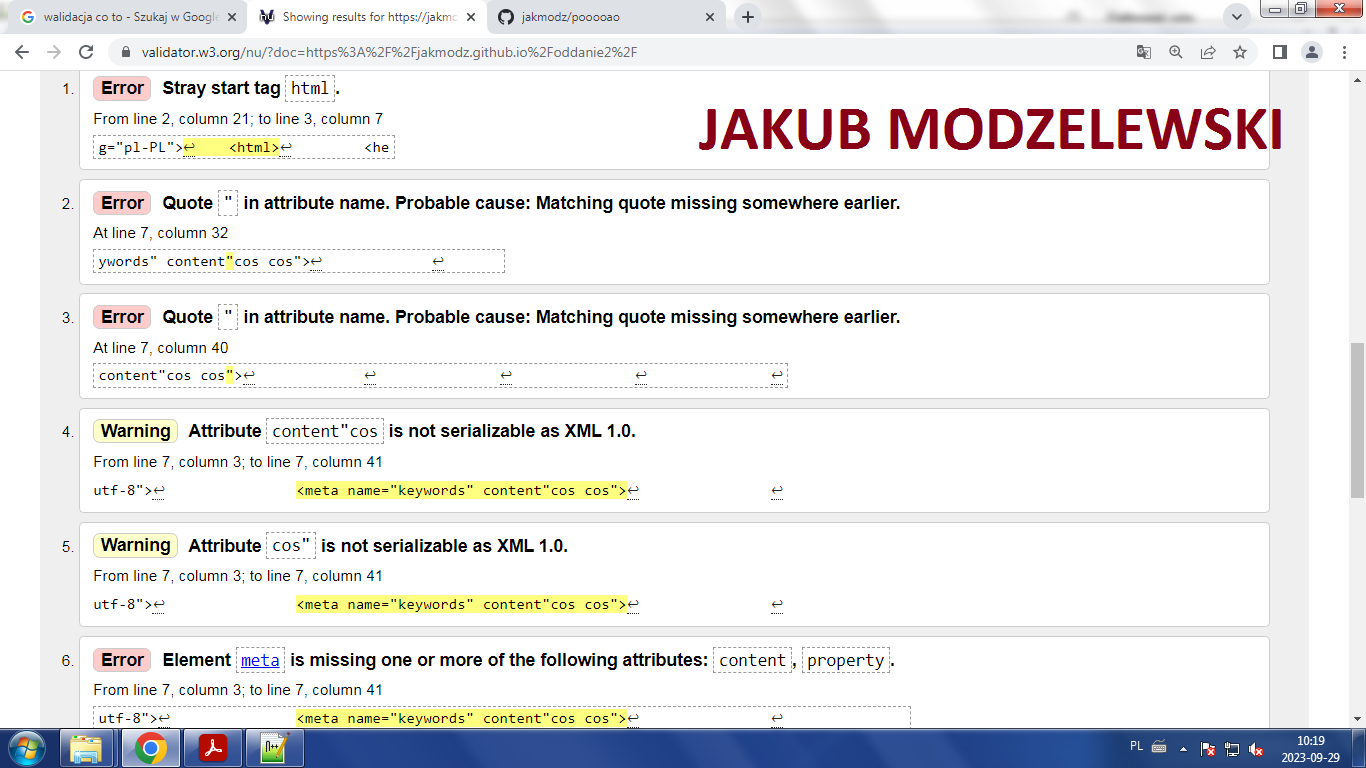 walidacja co to - Szukaj w Google
Showing results for https://jakmo
jakmodz/pooooao
validator.w3.org/nu/?doc=https%3A%2F%2Fjakmodz.github.io%2Foddanie2%2F
JAKUB MODZELEWSKI
1. Error Stray start tag html.
From line 2, column 21; to line 3, column 7
g="pl-PL">↩ <html>↩ <he
2. Error Quote " in attribute name. Probable cause: Matching quote missing somewhere earlier.
At line 7, column 32
ywords" content"cos cos">↩ ↩
3. Error Quote " in attribute name. Probable cause: Matching quote missing somewhere earlier.
At line 7, column 40
content"cos cos">↩ ↩ ↩ ↩ ↩
4. Warning Attribute content"cos is not serializable as XML 1.0.
From line 7, column 3; to line 7, column 41
utf-8">↩ <meta name="keywords" content"cos cos">↩ ↩
5. Warning Attribute cos" is not serializable as XML 1.0.
From line 7, column 3; to line 7, column 41
utf-8">↩ <meta name="keywords" content"cos cos">↩ ↩
6. Error Element meta is missing one or more of the following attributes: content, property.
From line 7, column 3; to line 7, column 41
utf-8">↩ <meta name="keywords" content"cos cos">↩ ↩
PL
10:19
2023-09-29